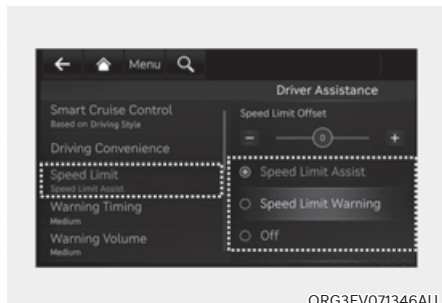 Menu
Driver Assistance
Smart Cruise Control
Based on Driving Style
Driving Convenience
Speed Limit
Speed Limit Assist
Warning Timing
Medium
Warning Volume
Medium
Speed Limit Offset
− 0 +
Speed Limit Assist
Speed Limit Warning
Off
ORG3EV071346AU